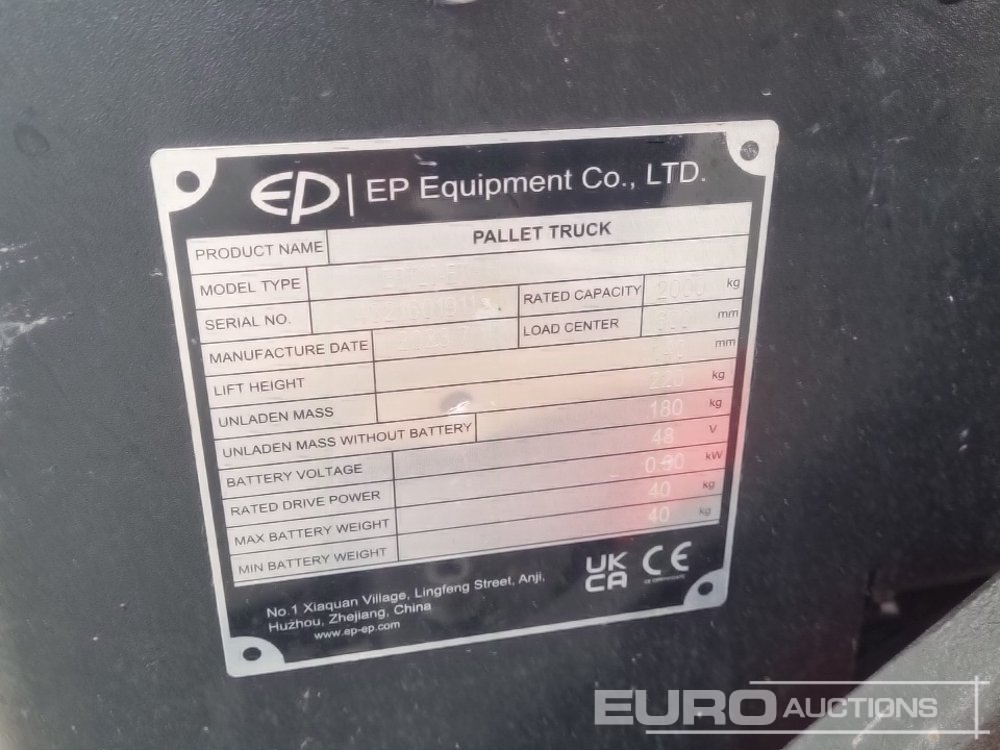 EP | EP Equipment Co., LTD.
PRODUCT NAME PALLET TRUCK
MODEL TYPE
SERIAL NO. RATED CAPACITY 2000 kg
MANUFACTURE DATE LOAD CENTER mm
LIFT HEIGHT mm
UNLADEN MASS kg
UNLADEN MASS WITHOUT BATTERY 180 kg
BATTERY VOLTAGE 48 V
RATED DRIVE POWER kW
MAX BATTERY WEIGHT 40 kg
MIN BATTERY WEIGHT 40 kg
No.1 Xiaquan Village, Lingfeng Street, Anji,
Huzhou, Zhejiang, China
www.ep-ep.com
UK CA CE
CE CERTIFICATE
EURO AUCTIONS